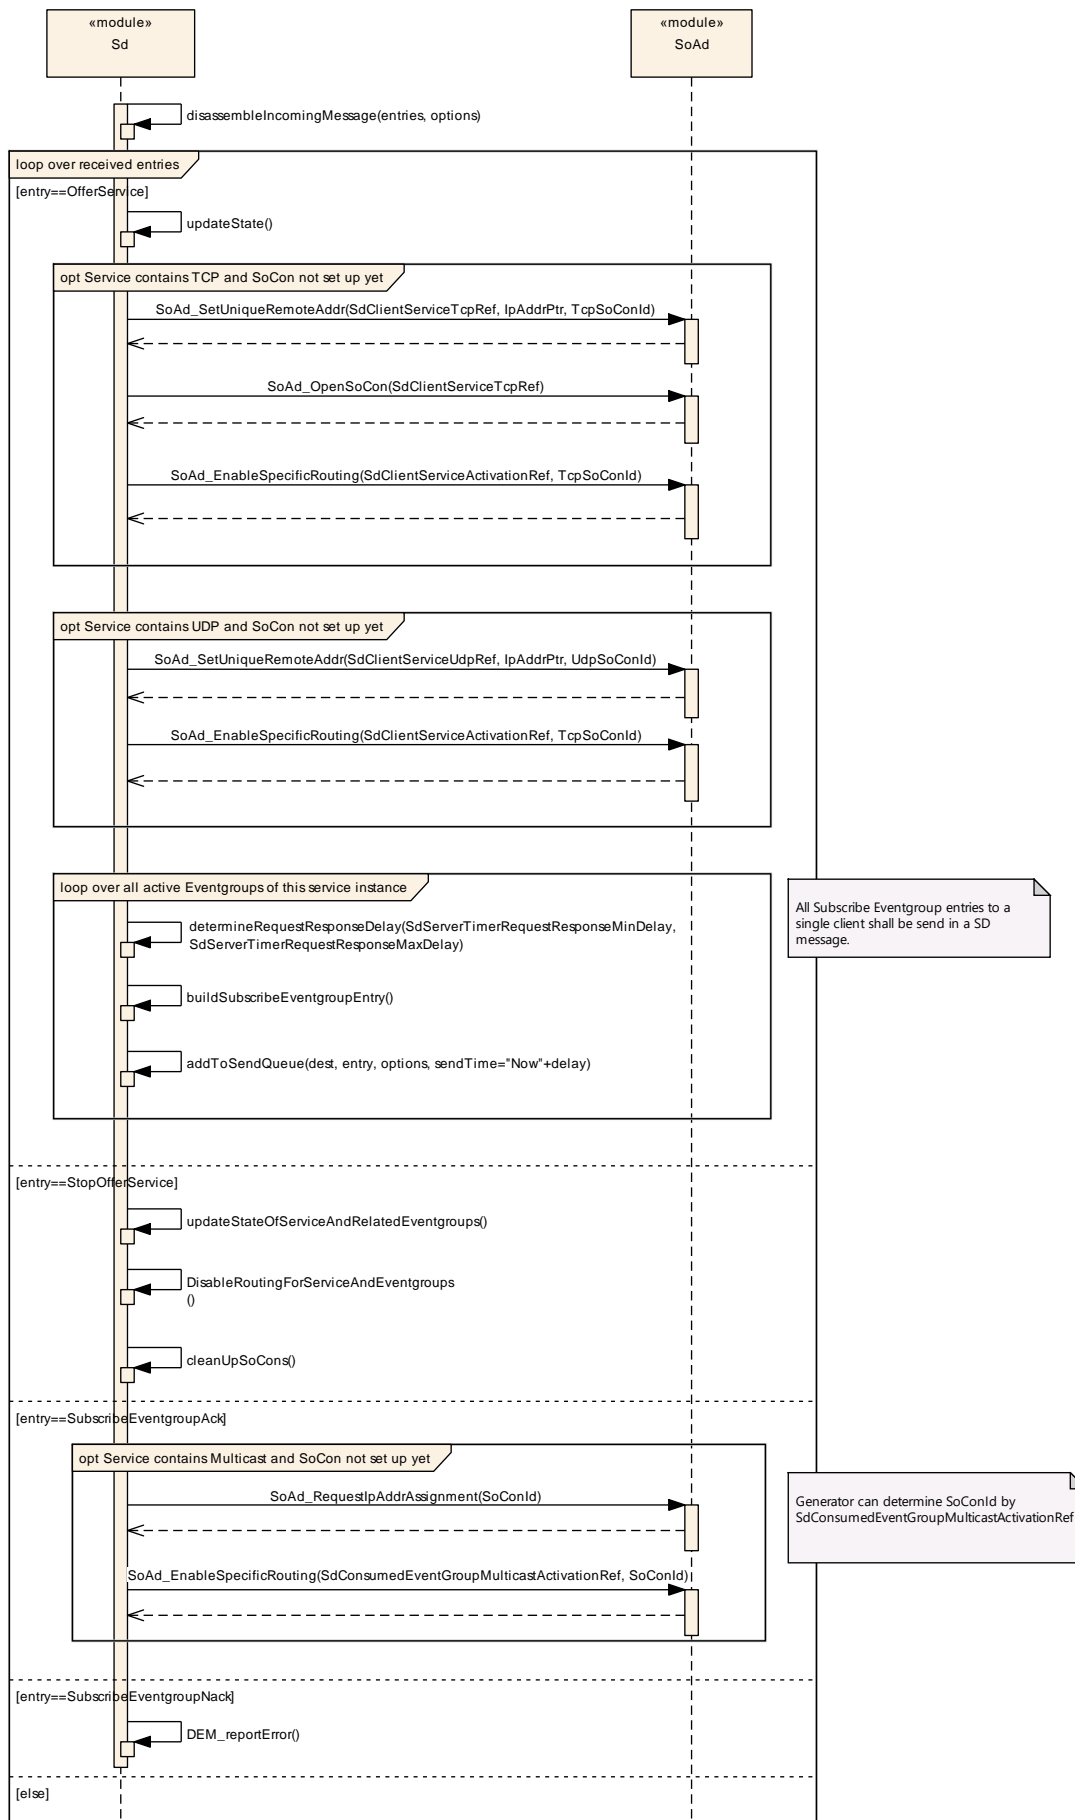 «module»
Sd
«module»
SoAd
disassembleIncomingMessage(entries, options)
loop over received entries
[entry==OfferService]
updateState()
opt Service contains TCP and SoCon not set up yet
SoAd_SetUniqueRemoteAddr(SdClientServiceTcpRef, IpAddrPtr, TcpSoConId)
SoAd_OpenSoCon(SdClientServiceTcpRef)
SoAd_EnableSpecificRouting(SdClientServiceActivationRef, TcpSoConId)
opt Service contains UDP and SoCon not set up yet
SoAd_SetUniqueRemoteAddr(SdClientServiceUdpRef, IpAddrPtr, UdpSoConId)
SoAd_EnableSpecificRouting(SdClientServiceActivationRef, TcpSoConId)
loop over all active Eventgroups of this service instance
All Subscribe Eventgroup entries to a
single client shall be send in a SD
message.
determineRequestResponseDelay(SdServerTimerRequestResponseMinDelay,
SdServerTimerRequestResponseMaxDelay)
buildSubscribeEventgroupEntry()
addToSendQueue(dest, entry, options, sendTime="Now"+delay)
[entry==StopOfferService]
updateStateOfServiceAndRelatedEventgroups()
DisableRoutingForServiceAndEventgroups
()
cleanUpSoCons()
[entry==SubscribeEventgroupAck]
opt Service contains Multicast and SoCon not set up yet
SoAd_RequestIpAddrAssignment(SoConId)
Generator can determine SoConId by
SdConsumedEventGroupMulticastActivationRef
SoAd_EnableSpecificRouting(SdConsumedEventGroupMulticastActivationRef, SoConId)
[entry==SubscribeEventgroupNack]
DEM_reportError()
[else]